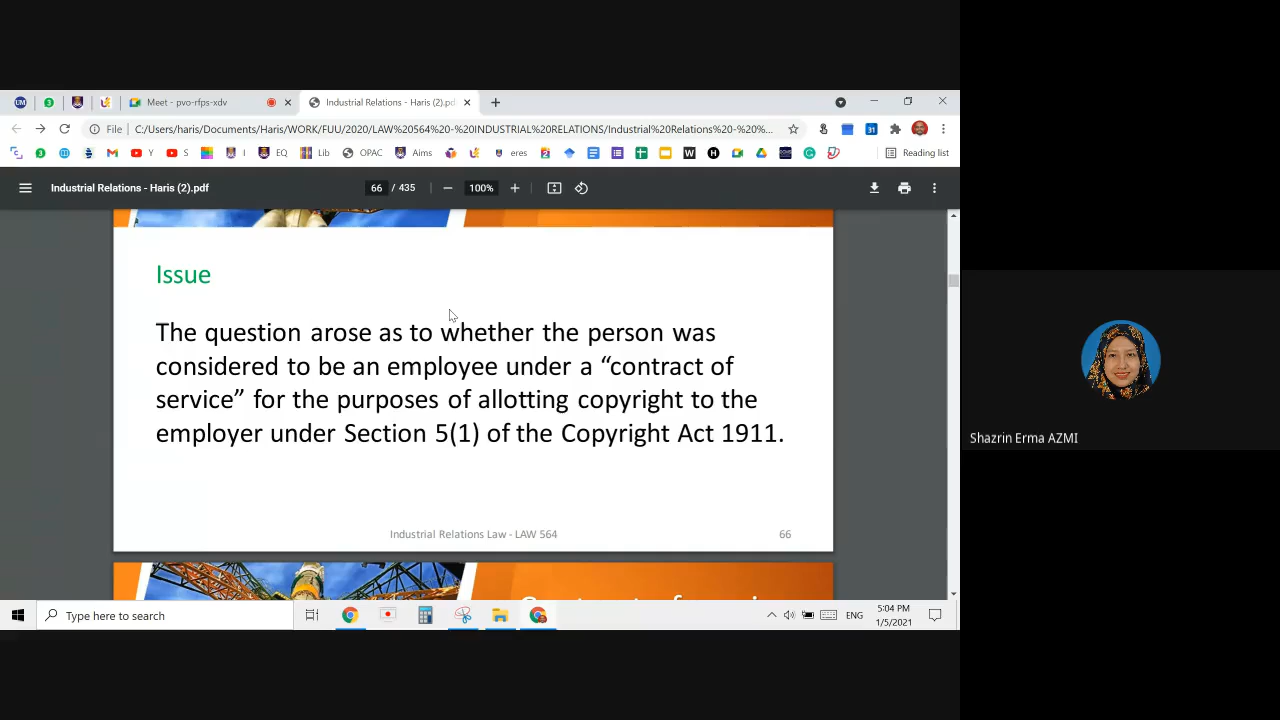 Meet - pvo-rfps-xdv
Industrial Relations - Haris (2).pd
File C:/Users/haris/Documents/Haris/WORK/FUU/2020/LAW%20564%20-%20INDUSTRIAL%20RELATIONS/Industrial%20Relations%20-%20%...
Y S I EQ Lib OPAC Aims eres Reading list
Industrial Relations - Haris (2).pdf 66 / 435 100%
Issue
The question arose as to whether the person was
considered to be an employee under a “contract of
service” for the purposes of allotting copyright to the
employer under Section 5(1) of the Copyright Act 1911.
Industrial Relations Law - LAW 564 66
Shazrin Erma AZMI
Type here to search
ENG
5:04 PM
1/5/2021